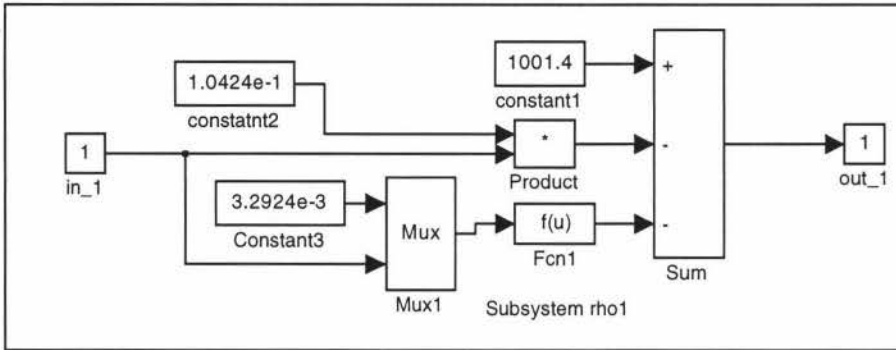 1001.4
+
1.0424e-1
constant1
constatnt2
1
*
-
1
in_1
Product
out_1
3.2924e-3
Constant3
Mux
f(u)
-
Fcn1
Sum
Mux1
Subsystem rho1